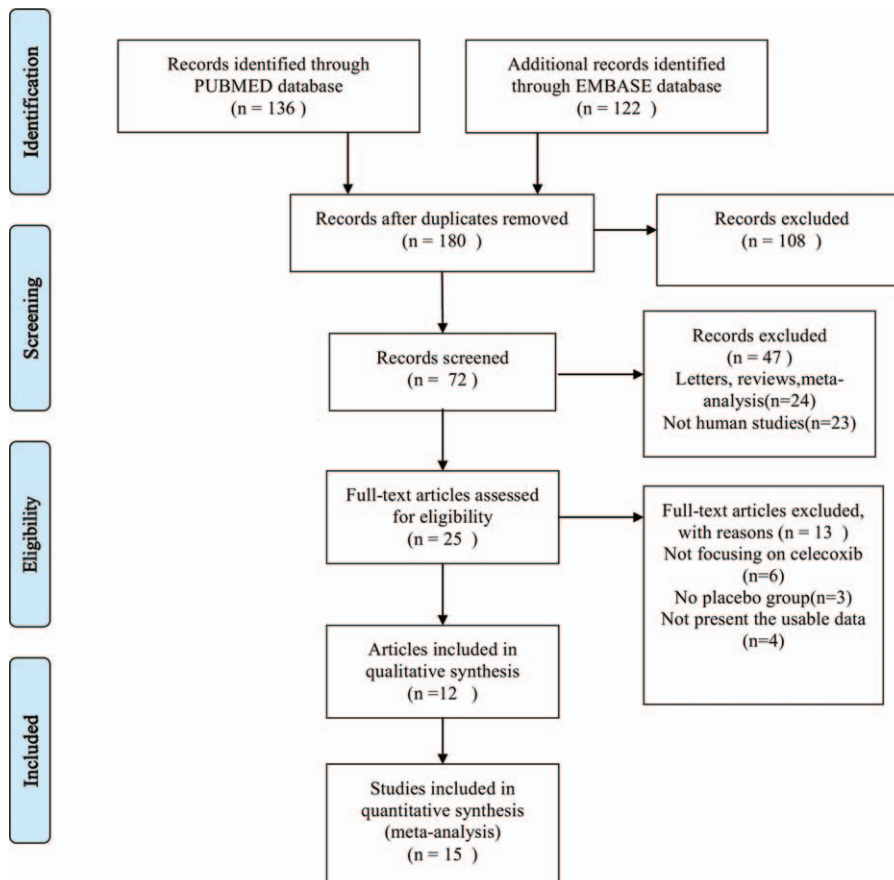 Identification
Records identified through
PUBMED database
(n = 136 )
Additional records identified
through EMBASE database
(n = 122 )
Records after duplicates removed
(n = 180 )
Records excluded
(n = 108 )
Screening
Records screened
(n = 72 )
Records excluded
(n = 47 )
Letters, reviews,meta-
analysis(n=24)
Not human studies(n=23)
Eligibility
Full-text articles assessed
for eligibility
(n = 25 )
Full-text articles excluded,
with reasons (n = 13 )
Not focusing on celecoxib
(n=6)
No placebo group(n=3)
Not present the usable data
(n=4)
Articles included in
qualitative synthesis
(n =12 )
Included
Studies included in
quantitative synthesis
(meta-analysis)
(n = 15 )